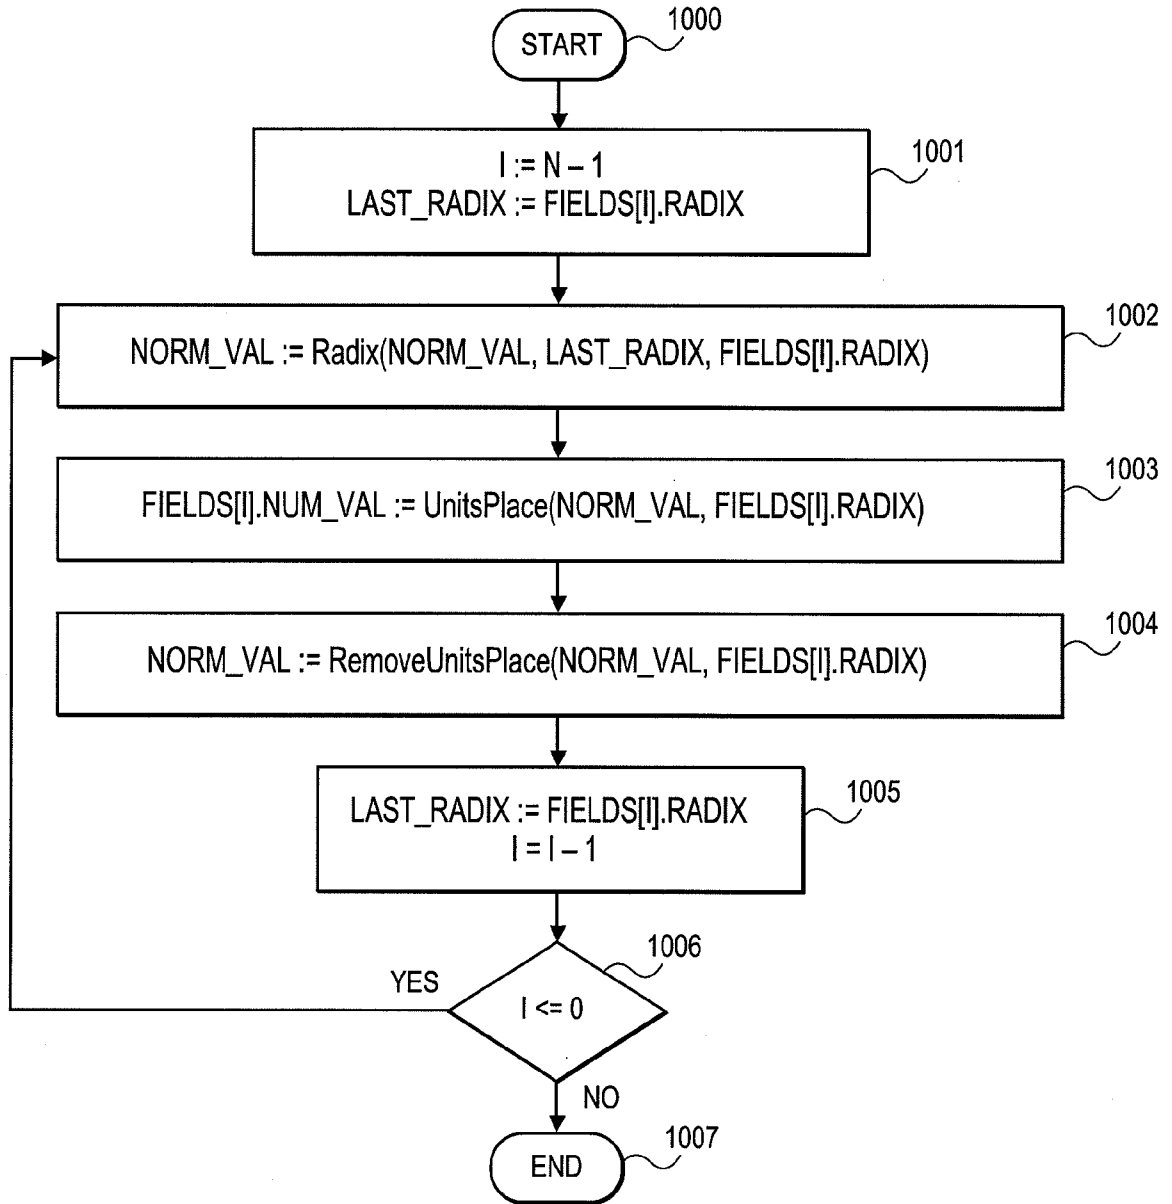 START
1000
I := N – 1
LAST_RADIX := FIELDS[I].RADIX
1001
NORM_VAL := Radix(NORM_VAL, LAST_RADIX, FIELDS[I].RADIX)
1002
FIELDS[I].NUM_VAL := UnitsPlace(NORM_VAL, FIELDS[I].RADIX)
1003
NORM_VAL := RemoveUnitsPlace(NORM_VAL, FIELDS[I].RADIX)
1004
LAST_RADIX := FIELDS[I].RADIX
I = I – 1
1005
I <= 0
1006
YES
NO
END
1007